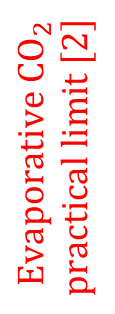 Evaporative CO₂
practical limit [2]